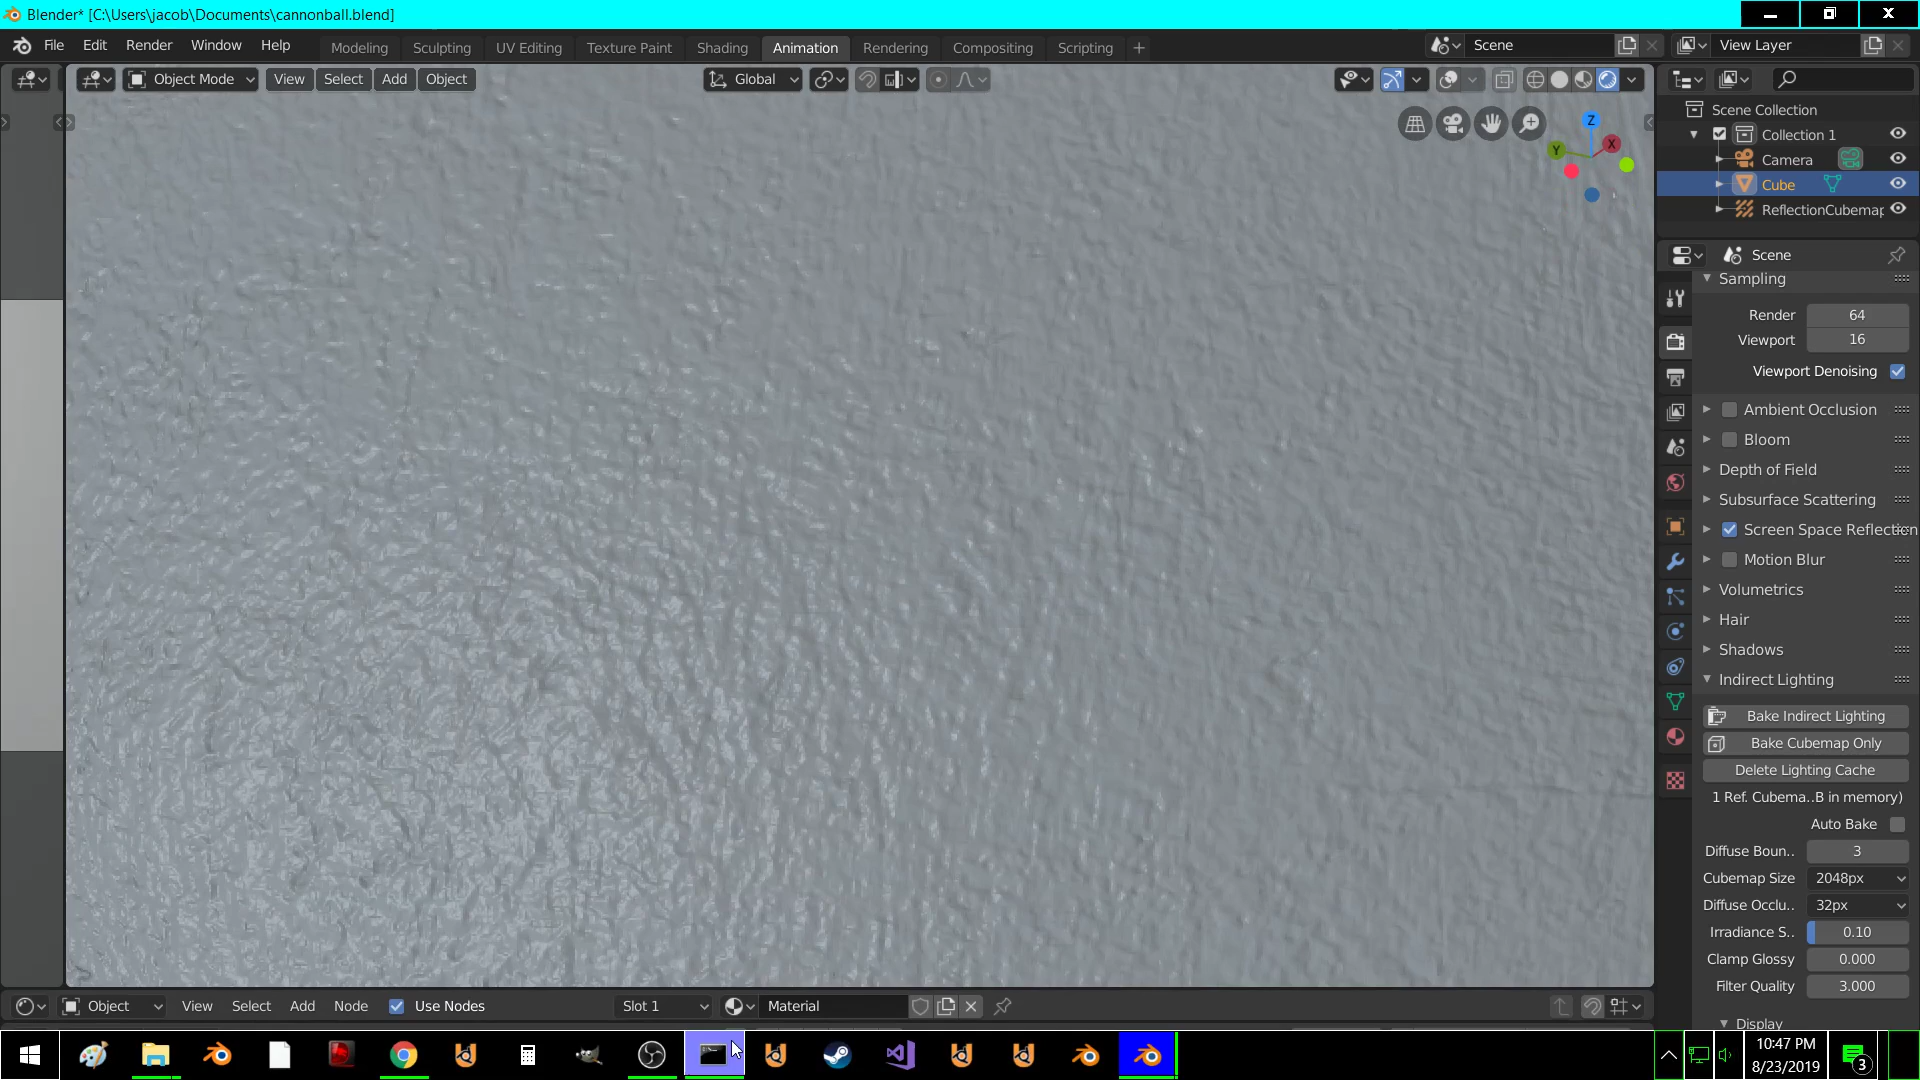 Blender* [C:\Users\jacob\Documents\cannonball.blend]
File Edit Render Window Help Modeling Sculpting UV Editing Texture Paint Shading Animation Rendering Compositing Scripting + Scene View Layer
Object Mode View Select Add Object Global
Z
X
Y
Scene Collection
Collection 1
Camera
Cube
ReflectionCubemap
Scene
Sampling
Render 64
Viewport 16
Viewport Denoising
Ambient Occlusion
Bloom
Depth of Field
Subsurface Scattering
Screen Space Reflection
Motion Blur
Volumetrics
Hair
Shadows
Indirect Lighting
Bake Indirect Lighting
Bake Cubemap Only
Delete Lighting Cache
1 Ref. Cubema..B in memory)
Auto Bake
Diffuse Boun.. 3
Cubemap Size 2048px
Diffuse Occlu.. 32px
Irradiance S.. 0.10
Clamp Glossy 0.000
Filter Quality 3.000
Display
Object View Select Add Node Use Nodes Slot 1 Material
10:47 PM
8/23/2019
3